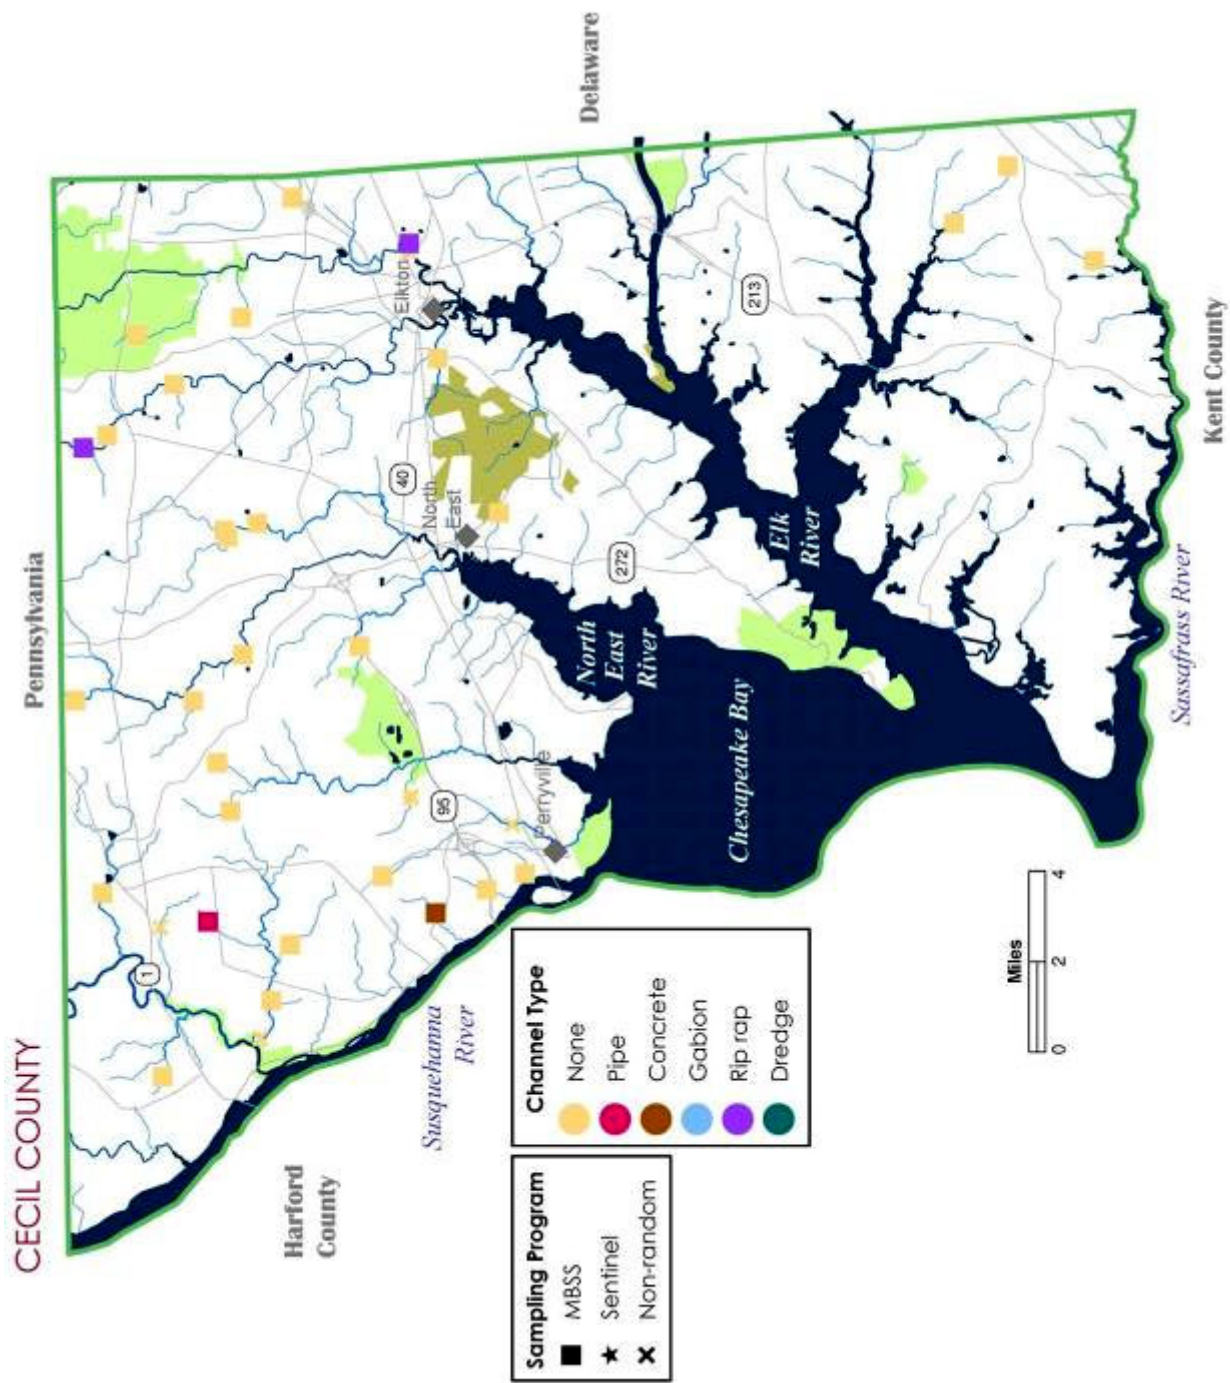 CECIL COUNTY
Pennsylvania
Delaware
Harford
County
Kent County
Susquehanna
River
Sassafrass River
Chesapeake Bay
North
East
River
Elk
River
Elkton
North
East
Perryville
1
95
40
272
213
Sampling Program
MBSS
Sentinel
Non-random
Channel Type
None
Pipe
Concrete
Gabion
Rip rap
Dredge
Miles
0 2 4